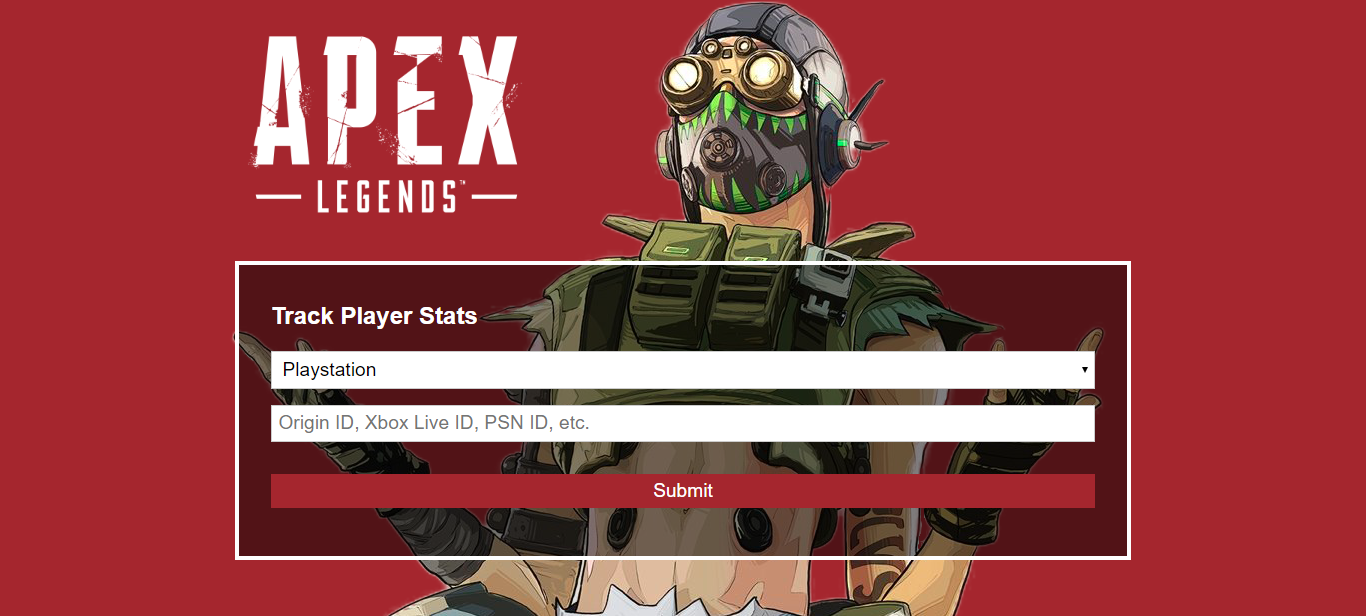 APEX
LEGENDS™
Track Player Stats
Playstation
Origin ID, Xbox Live ID, PSN ID, etc.
Submit